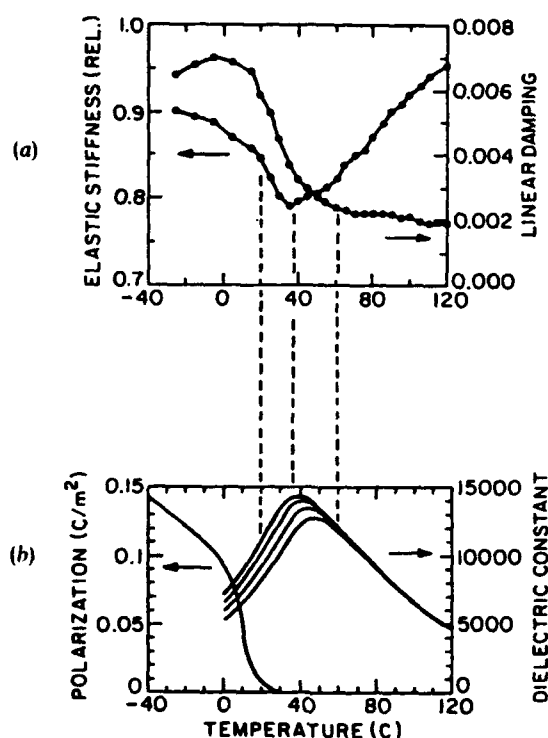 (a)
ELASTIC STIFFNESS (REL.)
1.0
0.9
0.8
0.7
0.008
0.006
0.004
0.002
0.000
LINEAR DAMPING
-40 0 40 80 120
(b)
POLARIZATION (C/m²)
0.15
0.1
0.05
0
15000
10000
5000
0
DIELECTRIC CONSTANT
-40 0 40 80 120
TEMPERATURE (C)